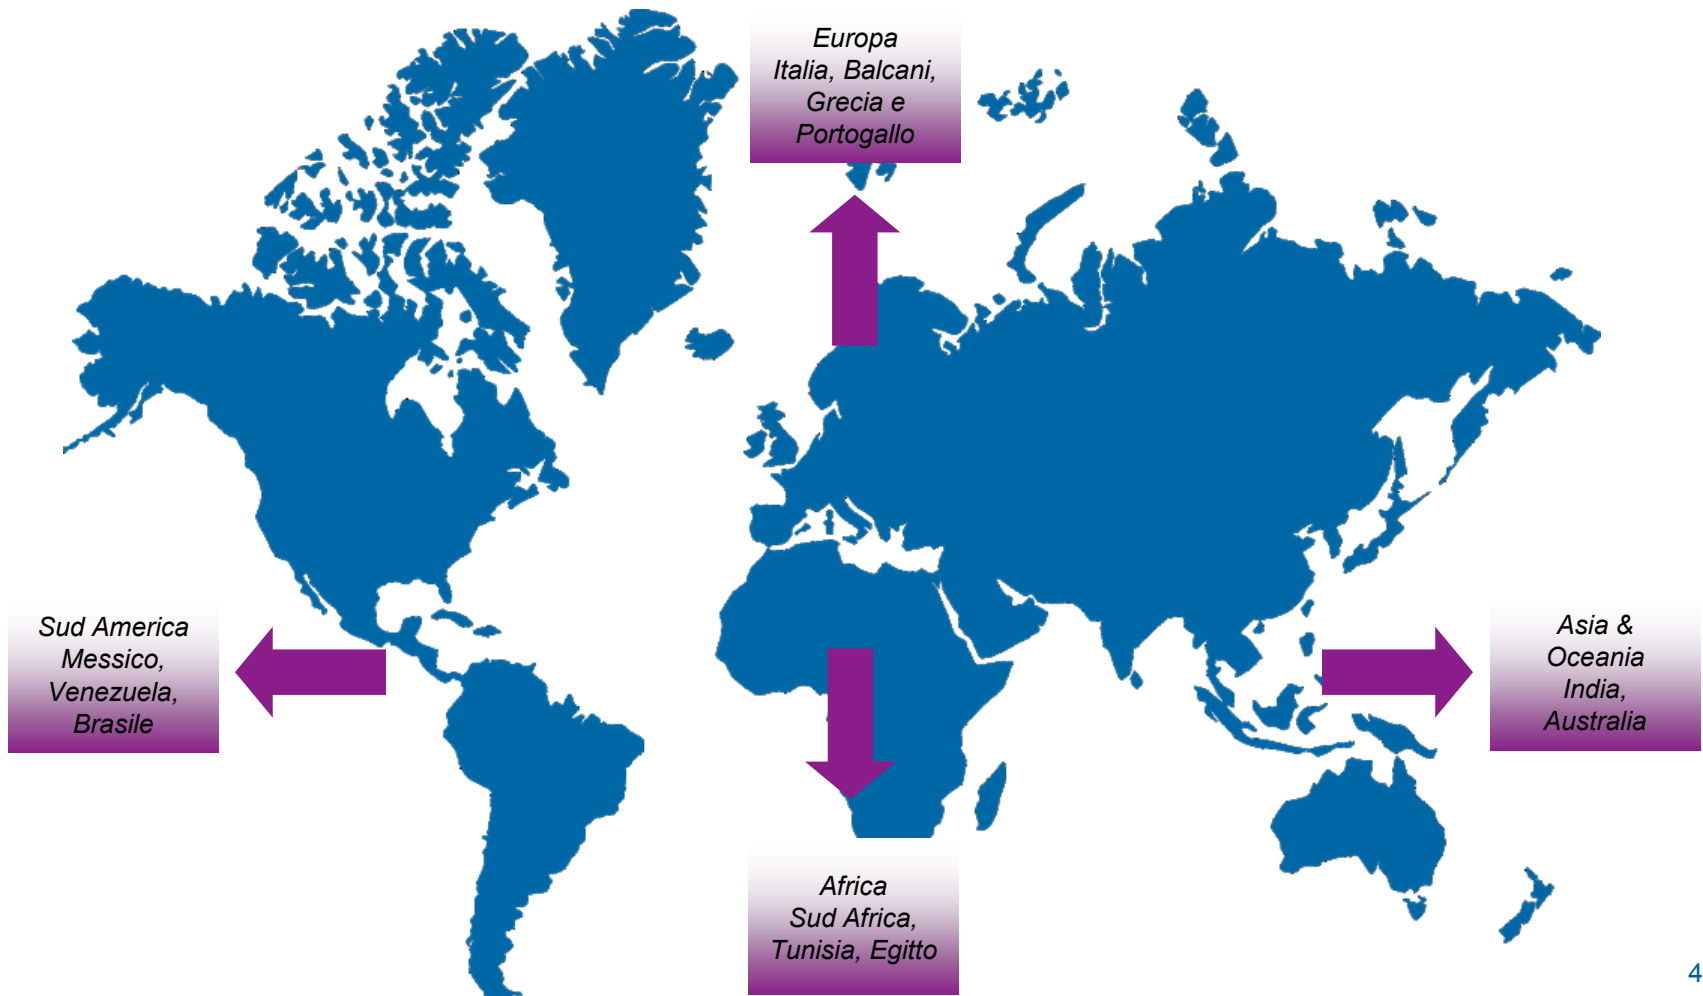 Europa
Italia, Balcani,
Grecia e
Portogallo
Sud America
Messico,
Venezuela,
Brasile
Asia &
Oceania
India,
Australia
Africa
Sud Africa,
Tunisia, Egitto
4